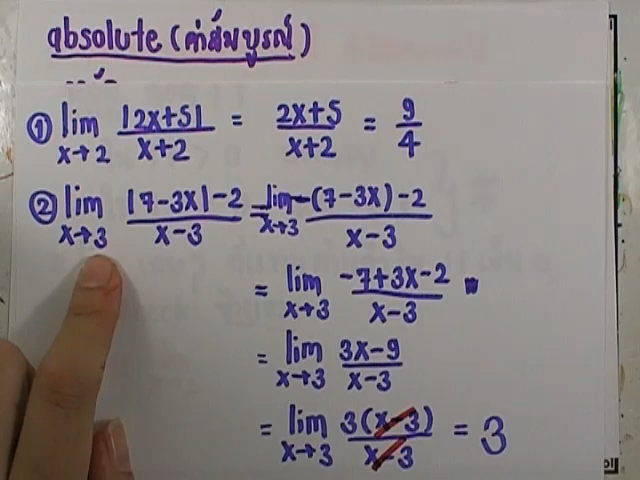 absolute (ค่าสัมบูรณ์)
① lim x→2 |2x+5| / x+2 = 2x+5 / x+2 = 9/4
② lim x→3 |7-3x|-2 / x-3 = lim x→3 -(7-3x)-2 / x-3
= lim x→3 -7+3x-2 / x-3
= lim x→3 3x-9 / x-3
= lim x→3 3(x-3) / x-3 = 3